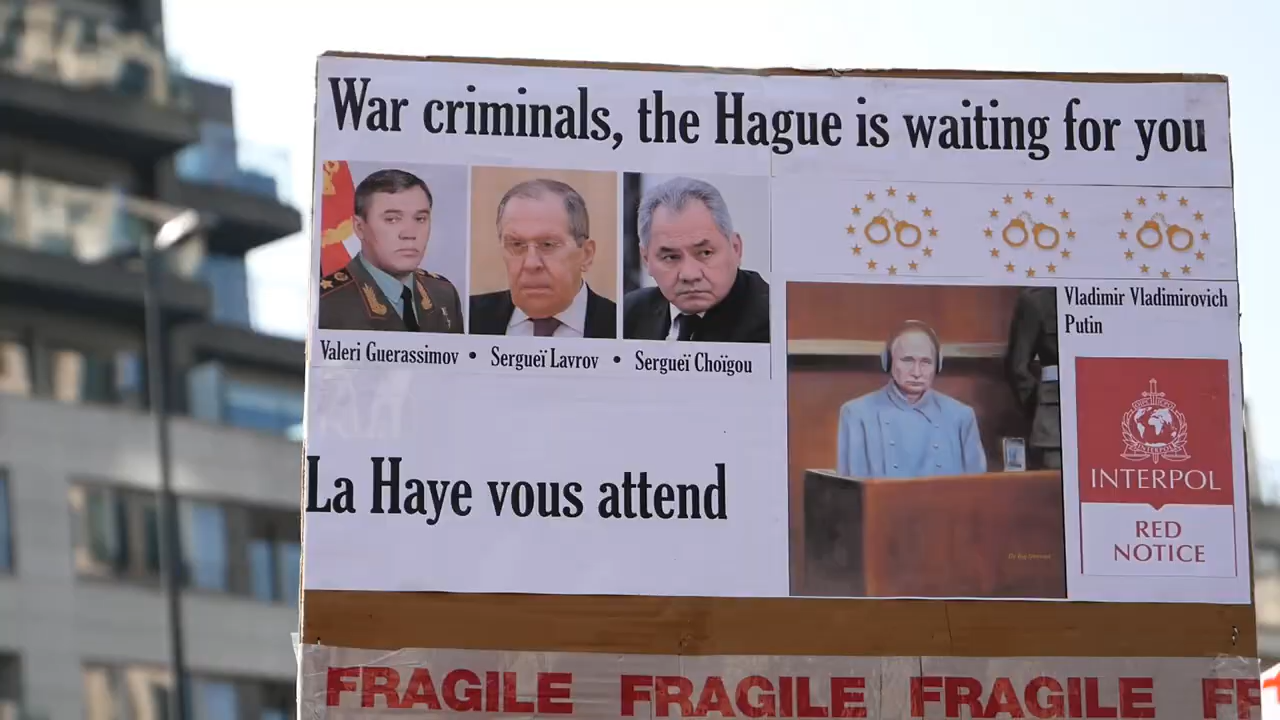 War criminals, the Hague is waiting for you
Valeri Guerassimov • Sergueï Lavrov • Sergueï Choïgou
Vladimir Vladimirovich
Putin
La Haye vous attend
INTERPOL
RED
NOTICE
FRAGILE FRAGILE FRAGILE